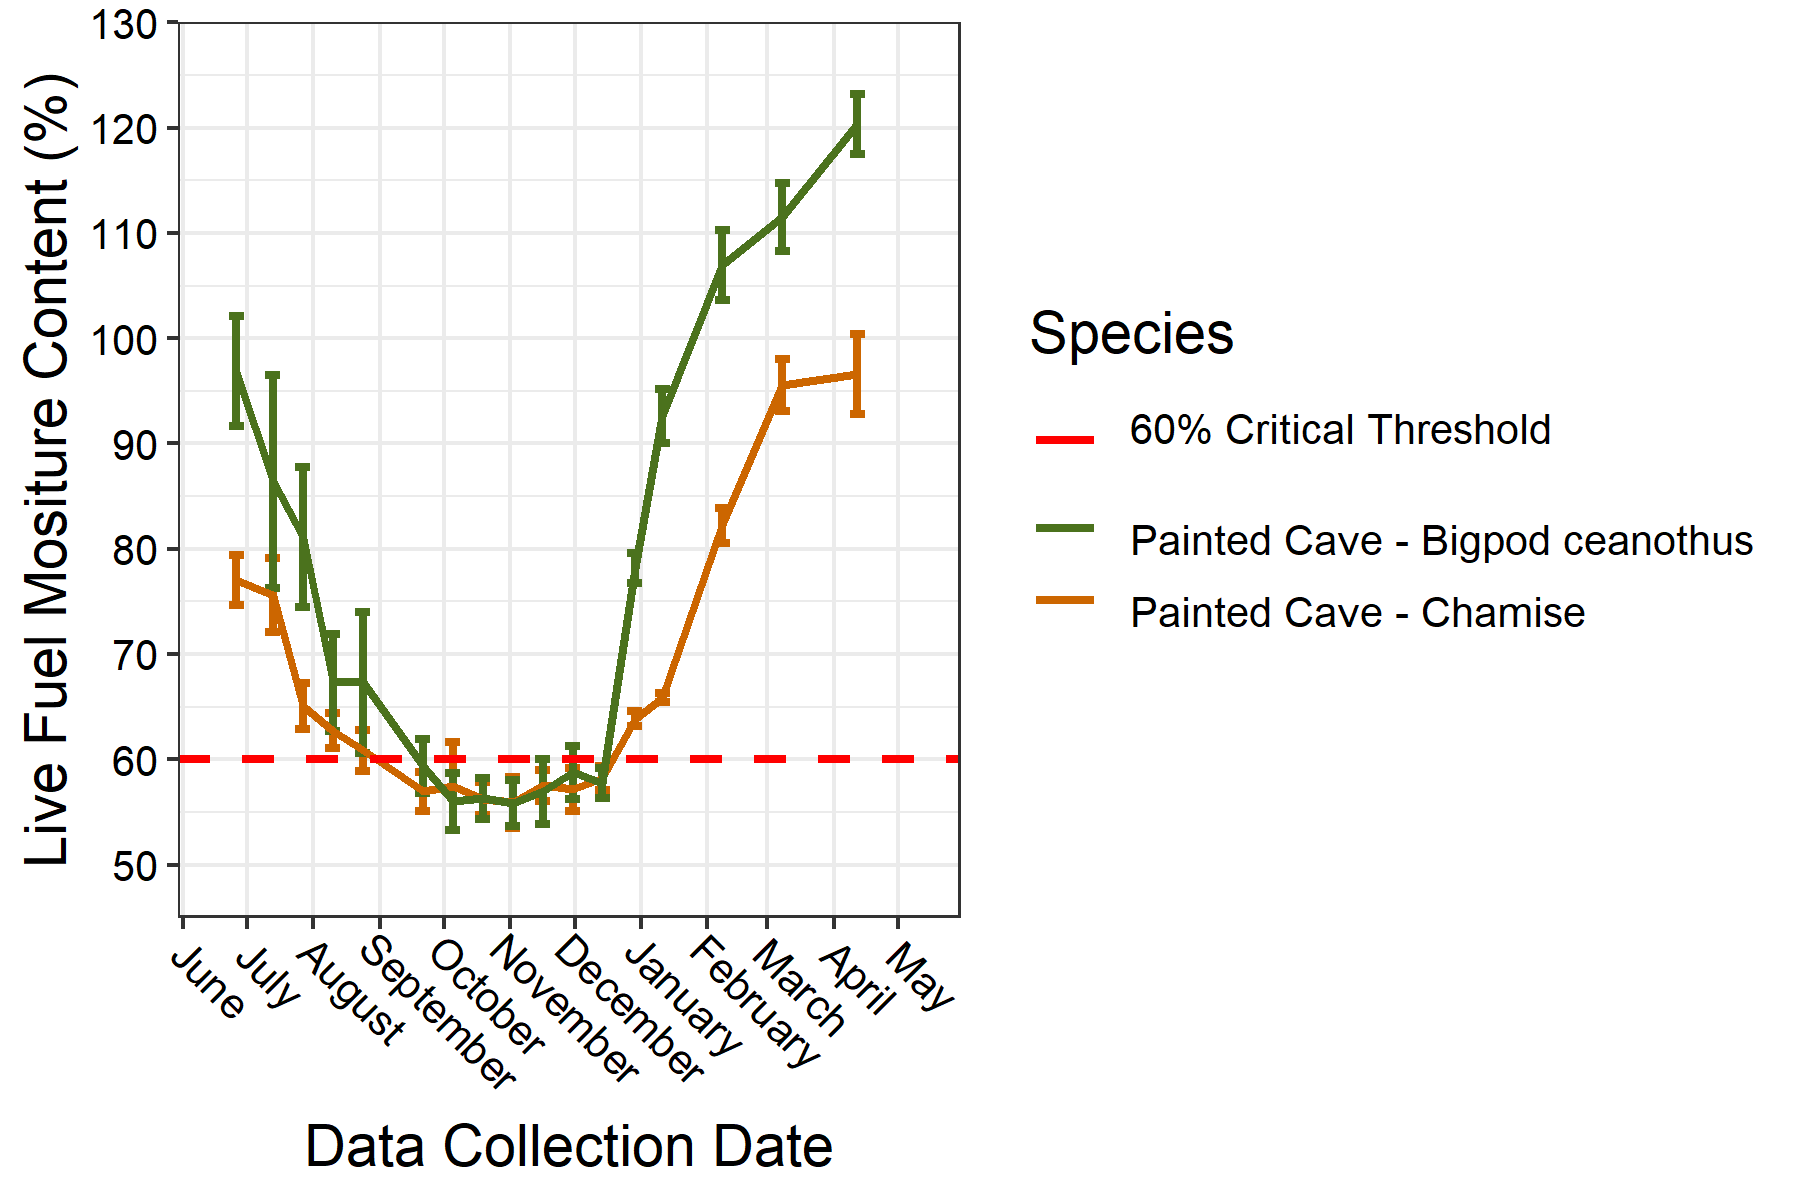 Live Fuel Mositure Content (%)
130
120
110
100
90
80
70
60
50
June
July
August
September
October
November
December
January
February
March
April
May
Data Collection Date
Species
60% Critical Threshold
Painted Cave - Bigpod ceanothus
Painted Cave - Chamise